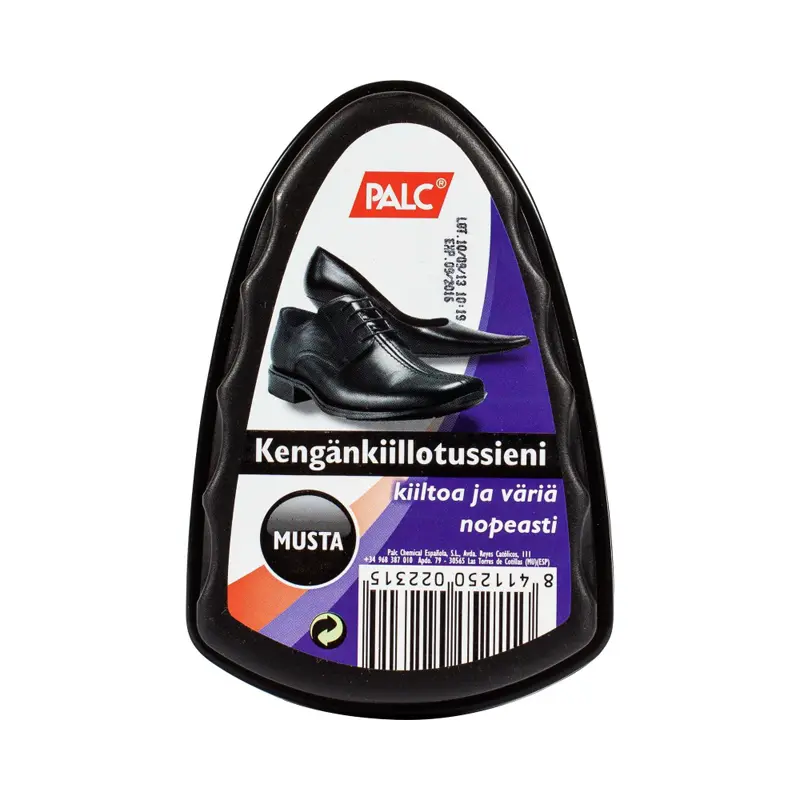 PALC®
LOT. 10/09/13 10:19
EXP. 09/2016
Kengänkiillotussieni
kiiltoa ja väriä
nopeasti
MUSTA
Palc Chemical Española, S.L., Avda. Reyes Católicos, 111
+34 968 387 010 Apdo. 79 - 30565 Las Torres de Cotillas (MU)(ESP)
8 411250 022315